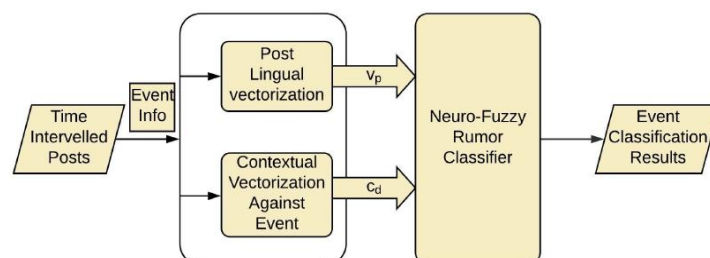 Time
Intervelled
Posts
Event
Info
Post
Lingual
vectorization
Contextual
Vectorization
Against
Event
vp
cd
Neuro-Fuzzy
Rumor
Classifier
Event
Classification
Results